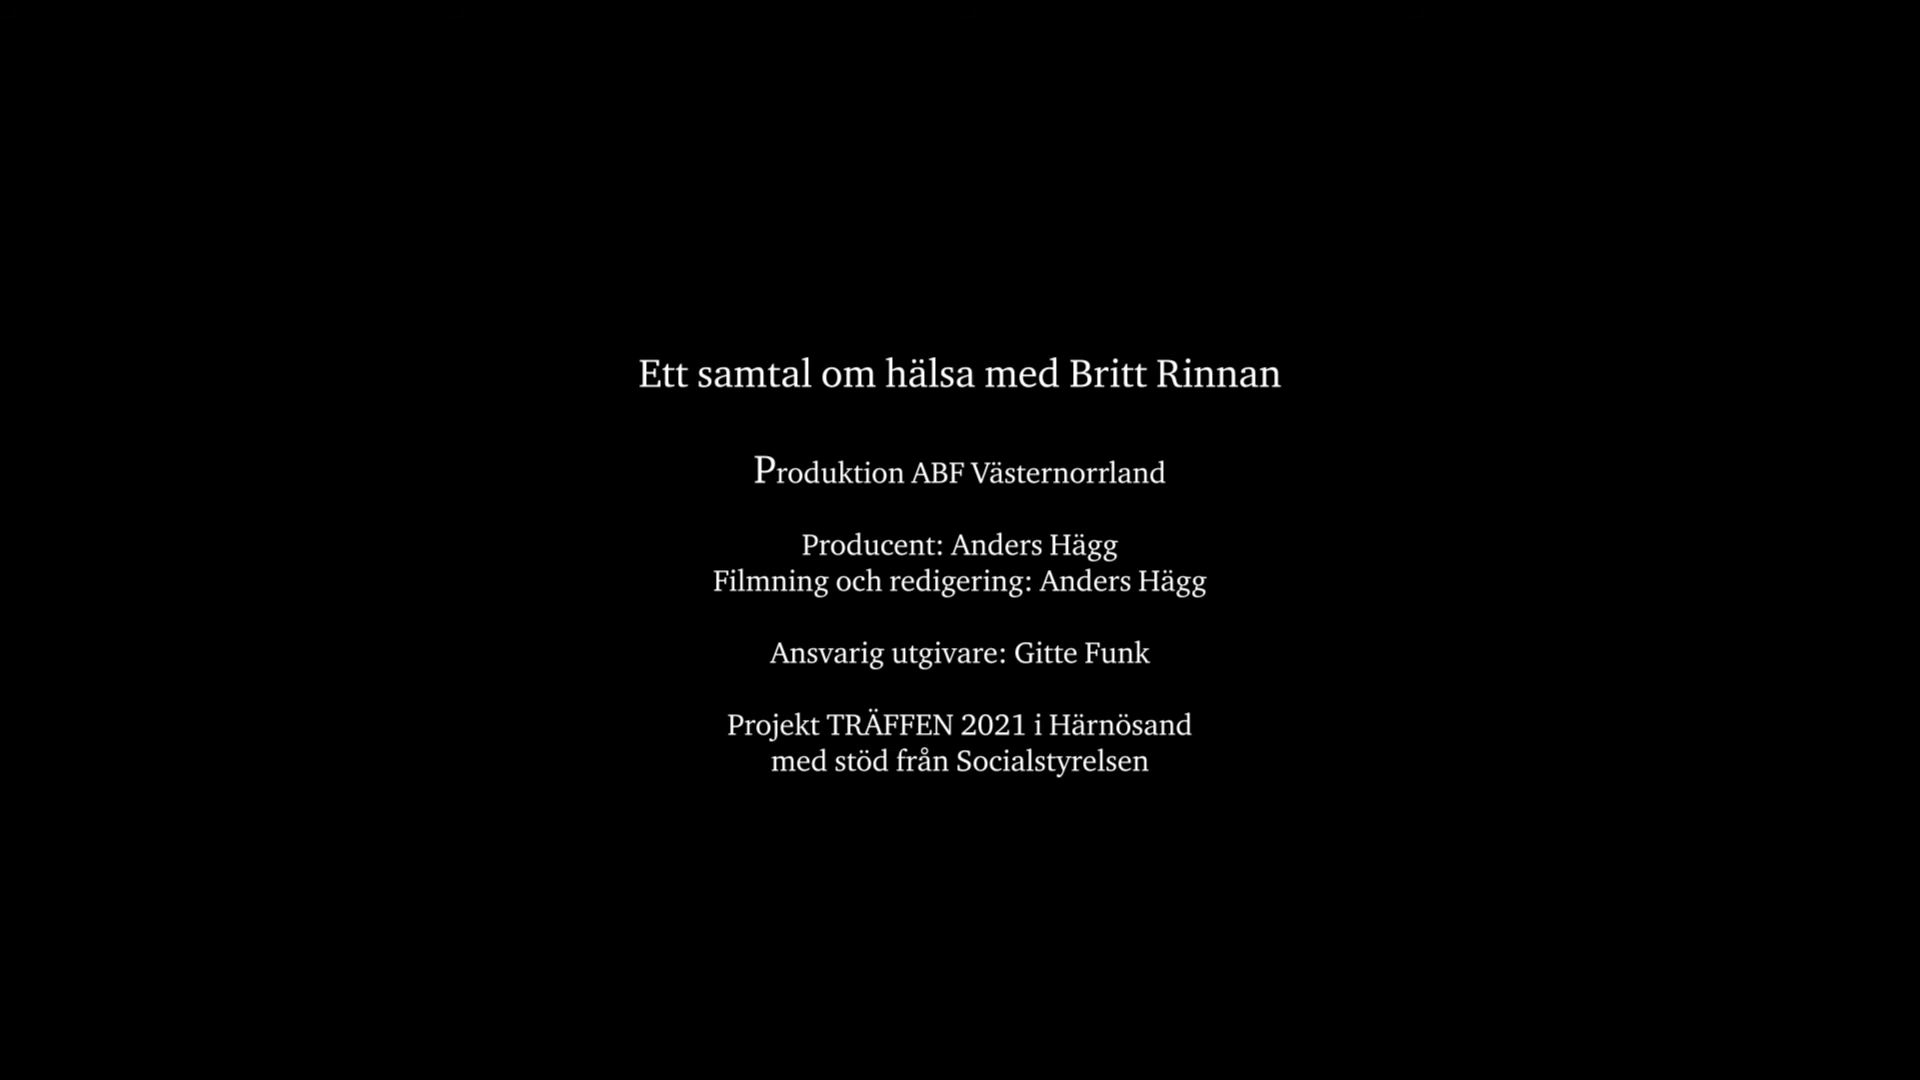 Ett samtal om hälsa med Britt Rinnan
Produktion ABF Västernorrland
Producent: Anders Hägg
Filmning och redigering: Anders Hägg
Ansvarig utgivare: Gitte Funk
Projekt TRÄFFEN 2021 i Härnösand
med stöd från Socialstyrelsen